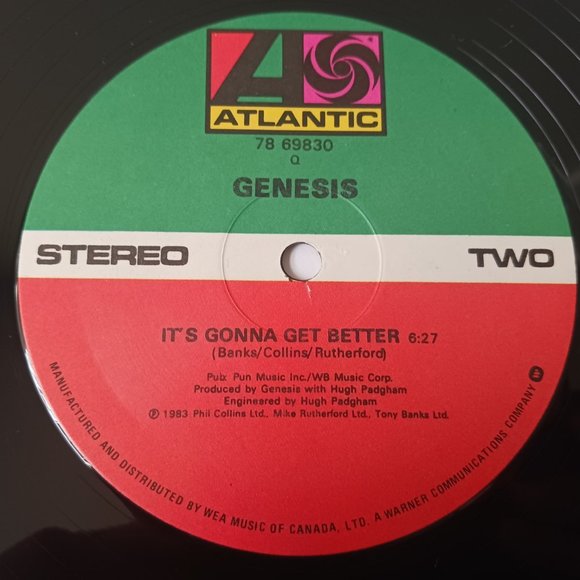 ATLANTIC
78 69830
Q
GENESIS
STEREO
TWO
IT'S GONNA GET BETTER 6:27
(Banks/Collins/Rutherford)
Pub: Pun Music Inc./WB Music Corp.
Produced by Genesis with Hugh Padgham
Engineered by Hugh Padgham
℗ 1983 Phil Collins Ltd., Mike Rutherford Ltd., Tony Banks Ltd.
MANUFACTURED AND DISTRIBUTED BY WEA MUSIC OF CANADA, LTD. A WARNER COMMUNICATIONS COMPANY